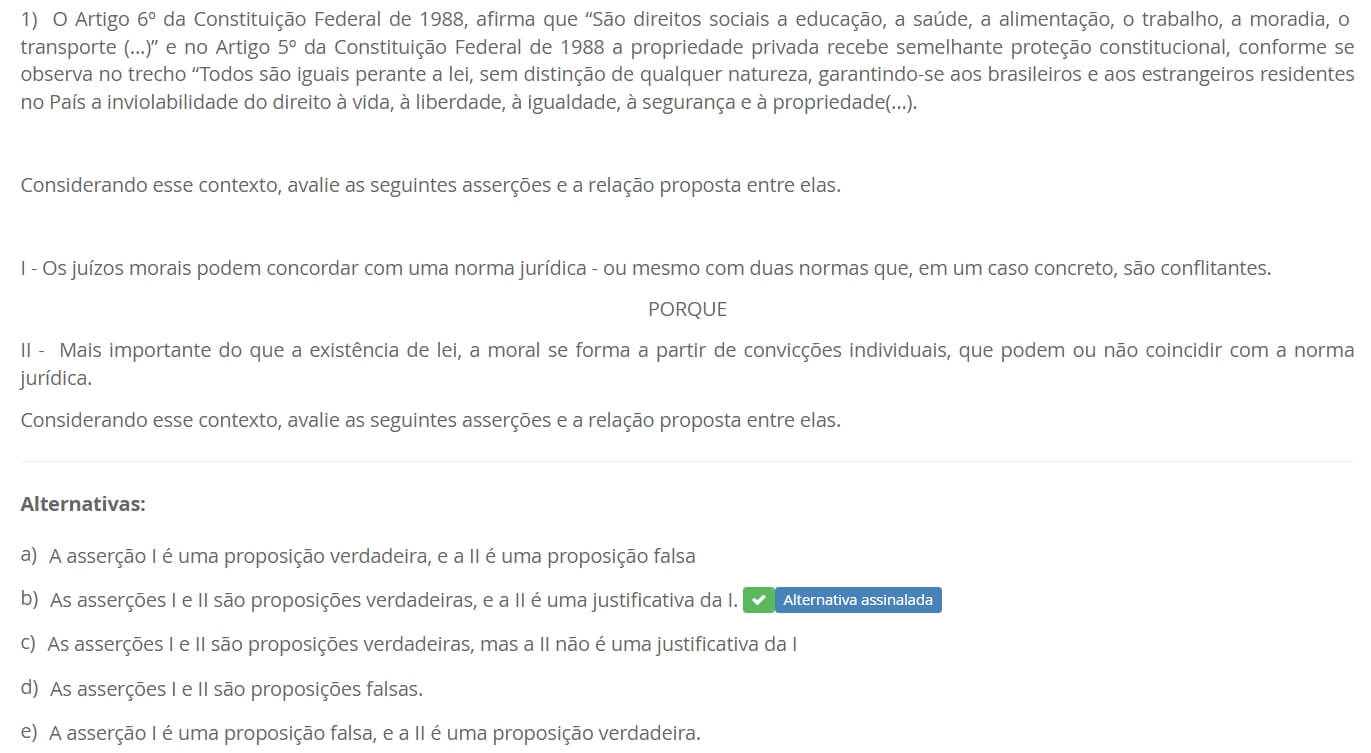 1) O Artigo 6º da Constituição Federal de 1988, afirma que “São direitos sociais a educação, a saúde, a alimentação, o trabalho, a moradia, o
transporte (...)” e no Artigo 5º da Constituição Federal de 1988 a propriedade privada recebe semelhante proteção constitucional, conforme se
observa no trecho “Todos são iguais perante a lei, sem distinção de qualquer natureza, garantindo-se aos brasileiros e aos estrangeiros residentes
no País a inviolabilidade do direito à vida, à liberdade, à igualdade, à segurança e à propriedade(...).
Considerando esse contexto, avalie as seguintes asserções e a relação proposta entre elas.
I - Os juízos morais podem concordar com uma norma jurídica - ou mesmo com duas normas que, em um caso concreto, são conflitantes.
PORQUE
II - Mais importante do que a existência de lei, a moral se forma a partir de convicções individuais, que podem ou não coincidir com a norma
jurídica.
Considerando esse contexto, avalie as seguintes asserções e a relação proposta entre elas.
Alternativas:
a) A asserção I é uma proposição verdadeira, e a II é uma proposição falsa
b) As asserções I e II são proposições verdadeiras, e a II é uma justificativa da I. Alternativa assinalada
c) As asserções I e II são proposições verdadeiras, mas a II não é uma justificativa da I
d) As asserções I e II são proposições falsas.
e) A asserção I é uma proposição falsa, e a II é uma proposição verdadeira.